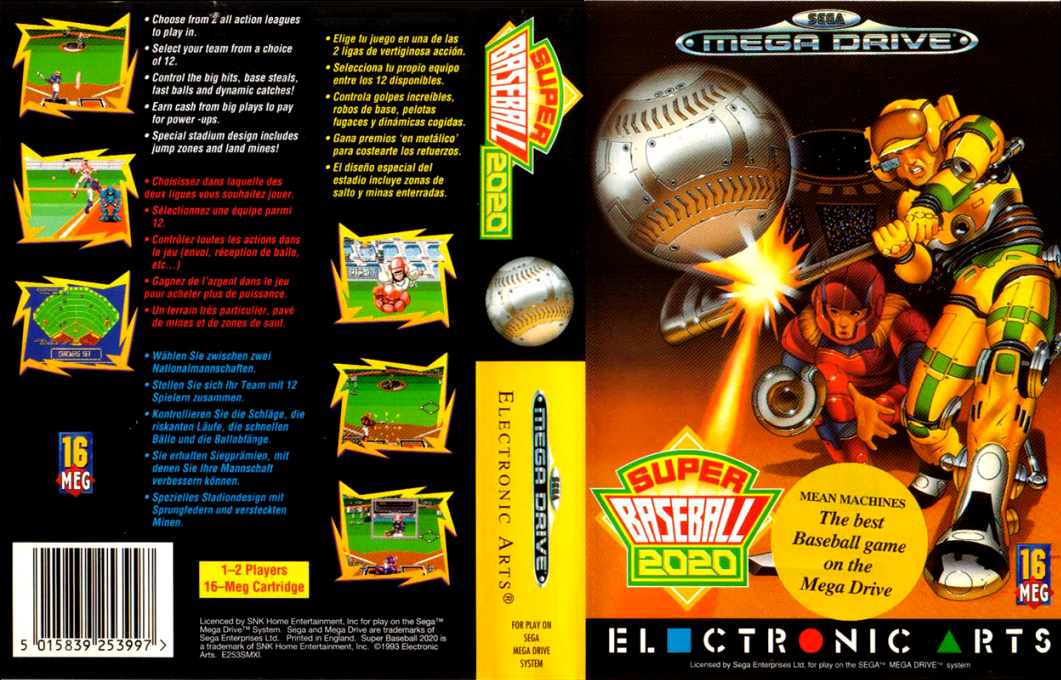 • Choose from 2 all action leagues
to play in.
• Select your team from a choice
of 12.
• Control the big hits, base steals,
fast balls and dynamic catches!
• Earn cash from big plays to pay
for power -ups.
• Special stadium design includes
jump zones and land mines!
• Choisissez dans laquelle des
deux ligues vous souhaitez jouer.
• Sélectionnez une équipe parmi
12.
• Contrôlez toutes les actions dans
le jeu (envoi, réception de balle,
etc...)
• Gagnez de l'argent dans le jeu
pour acheter plus de puissance.
• Un terrain très particulier, pavé
de mines et de zones de saut.
• Wählen Sie zwischen zwei
Nationalmannschaften.
• Stellen Sie sich Ihr Team mit 12
Spielern zusammen.
• Kontrollieren Sie die Schläge, die
riskanten Läufe, die schnellen
Bälle und die Ballabfänge.
• Sie erhalten Siegprämien, mit
denen Sie Ihre Mannschaft
verbessern können.
• Spezielles Stadiondesign mit
Sprungfedern und versteckten
Minen.
16
MEG
5 015839 253997 >
1–2 Players
16–Meg Cartridge
• Elige tu juego en una de las
2 ligas de vertiginosa acción.
• Selecciona tu propio equipo
entre los 12 disponibles.
• Controla golpes increíbles,
robos de base, pelotas
fugaces y dinámicas cogidas.
• Gana premios 'en metálico'
para costearte los refuerzos.
• El diseño especial del
estadio incluye zonas de
salto y minas enterradas.
Licenced by SNK Home Entertainment, Inc for play on the Sega™
Mega Drive™ System. Sega and Mega Drive are trademarks of
Sega Enterprises Ltd. Printed in England. Super Baseball 2020 is
a trademark of SNK Home Entertainment, Inc. ©1993 Electronic
Arts. E253SMXI.
SUPER
BASEBALL
2020
ELECTRONIC ARTS®
SEGA
MEGA DRIVE
FOR PLAY ON
SEGA
MEGA DRIVE
SYSTEM
SEGA
MEGA DRIVE
SUPER
BASEBALL
2020
MEAN MACHINES
The best
Baseball game
on the
Mega Drive
16
MEG
ELECTRONIC ARTS
Licensed by Sega Enterprises Ltd. for play on the SEGA™ MEGA DRIVE™ system